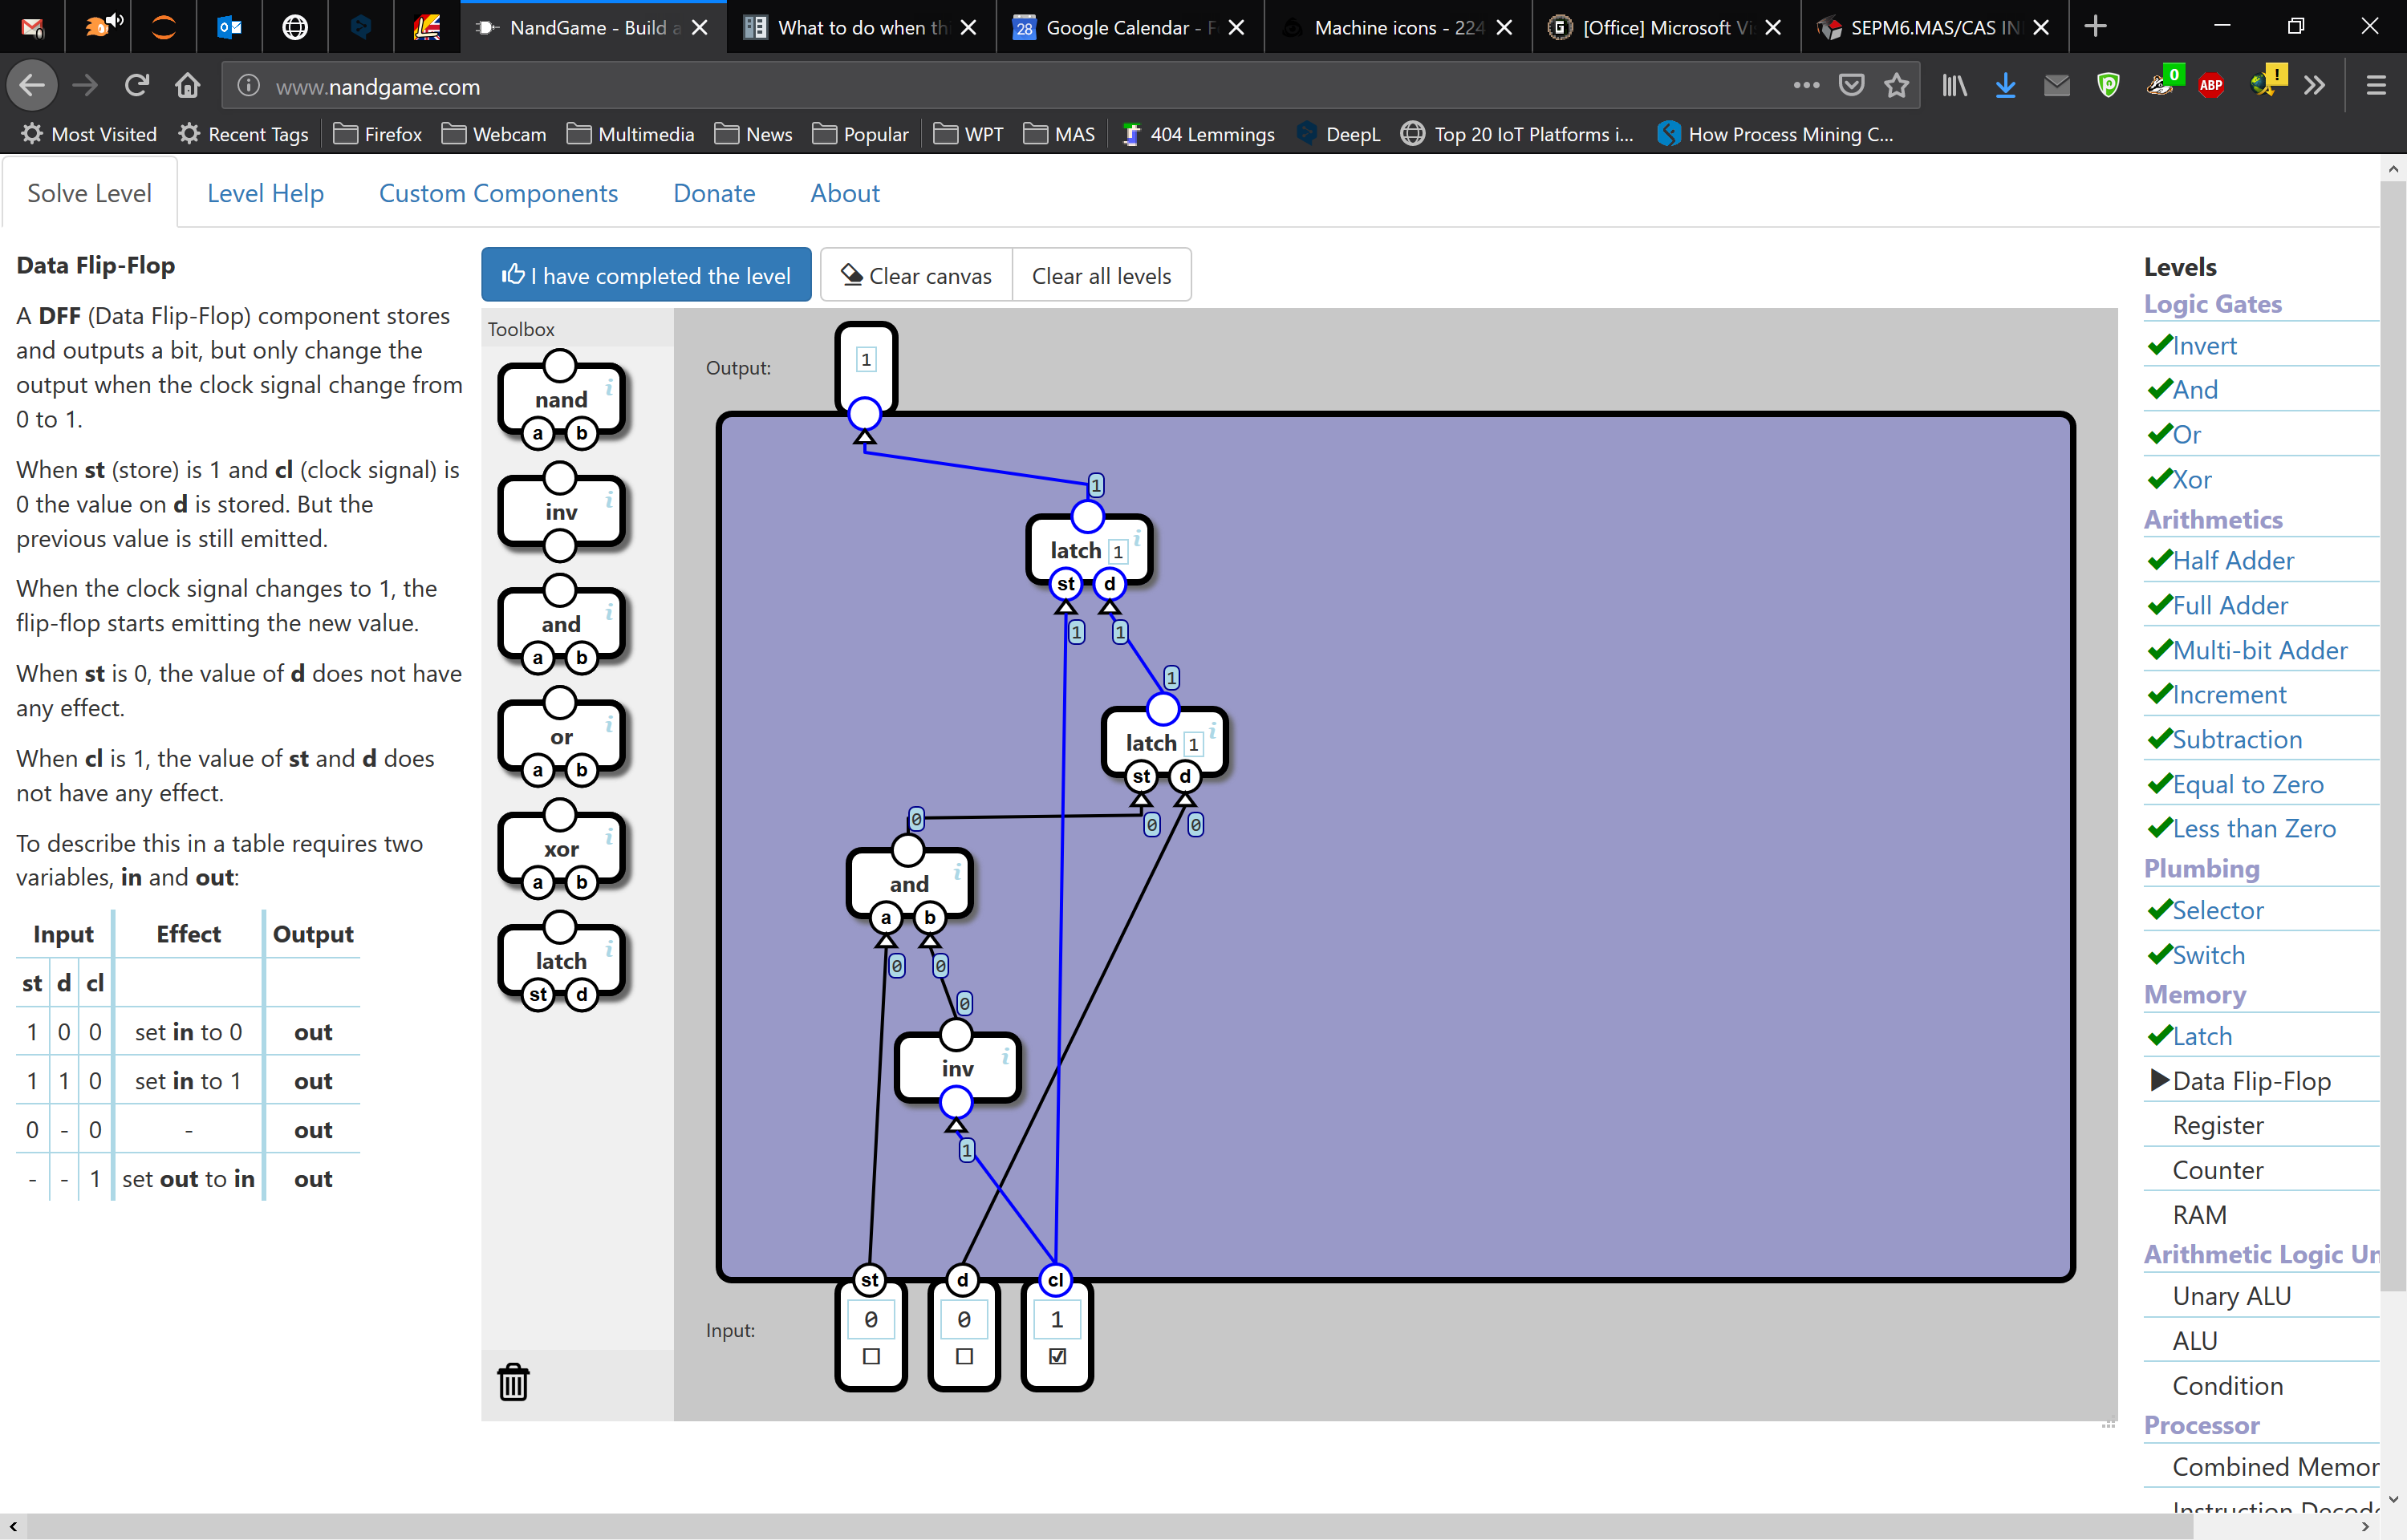 NandGame - Build a
What to do when th
Google Calendar - F
Machine icons - 224
[Office] Microsoft Vi
SEPM6.MAS/CAS IN
www.nandgame.com
0
ABP
!
Most Visited
Recent Tags
Firefox
Webcam
Multimedia
News
Popular
WPT
MAS
404 Lemmings
DeepL
Top 20 IoT Platforms i...
How Process Mining C...
Solve Level
Level Help
Custom Components
Donate
About
Data Flip-Flop
A DFF (Data Flip-Flop) component stores
and outputs a bit, but only change the
output when the clock signal change from
0 to 1.
When st (store) is 1 and cl (clock signal) is
0 the value on d is stored. But the
previous value is still emitted.
When the clock signal changes to 1, the
flip-flop starts emitting the new value.
When st is 0, the value of d does not have
any effect.
When cl is 1, the value of st and d does
not have any effect.
To describe this in a table requires two
variables, in and out:
Input Effect Output
st d cl
1 0 0 set in to 0 out
1 1 0 set in to 1 out
0 - 0 - out
- - 1 set out to in out
I have completed the level
Clear canvas
Clear all levels
Toolbox
nand i
a b
inv i
and i
a b
or i
a b
xor i
a b
latch i
st d
Output:
1
1
latch 1 i
st d
1 1
1
latch 1 i
st d
0 0
0
and i
a b
0 0
0
inv i
1
st d cl
Input:
0 0 1
Levels
Logic Gates
Invert
And
Or
Xor
Arithmetics
Half Adder
Full Adder
Multi-bit Adder
Increment
Subtraction
Equal to Zero
Less than Zero
Plumbing
Selector
Switch
Memory
Latch
Data Flip-Flop
Register
Counter
RAM
Arithmetic Logic Un
Unary ALU
ALU
Condition
Processor
Combined Memor
Instruction Decod